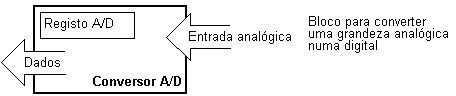 Registo A/D
Dados
Conversor A/D
Entrada analógica
Bloco para converter
uma grandeza analógica
numa digital